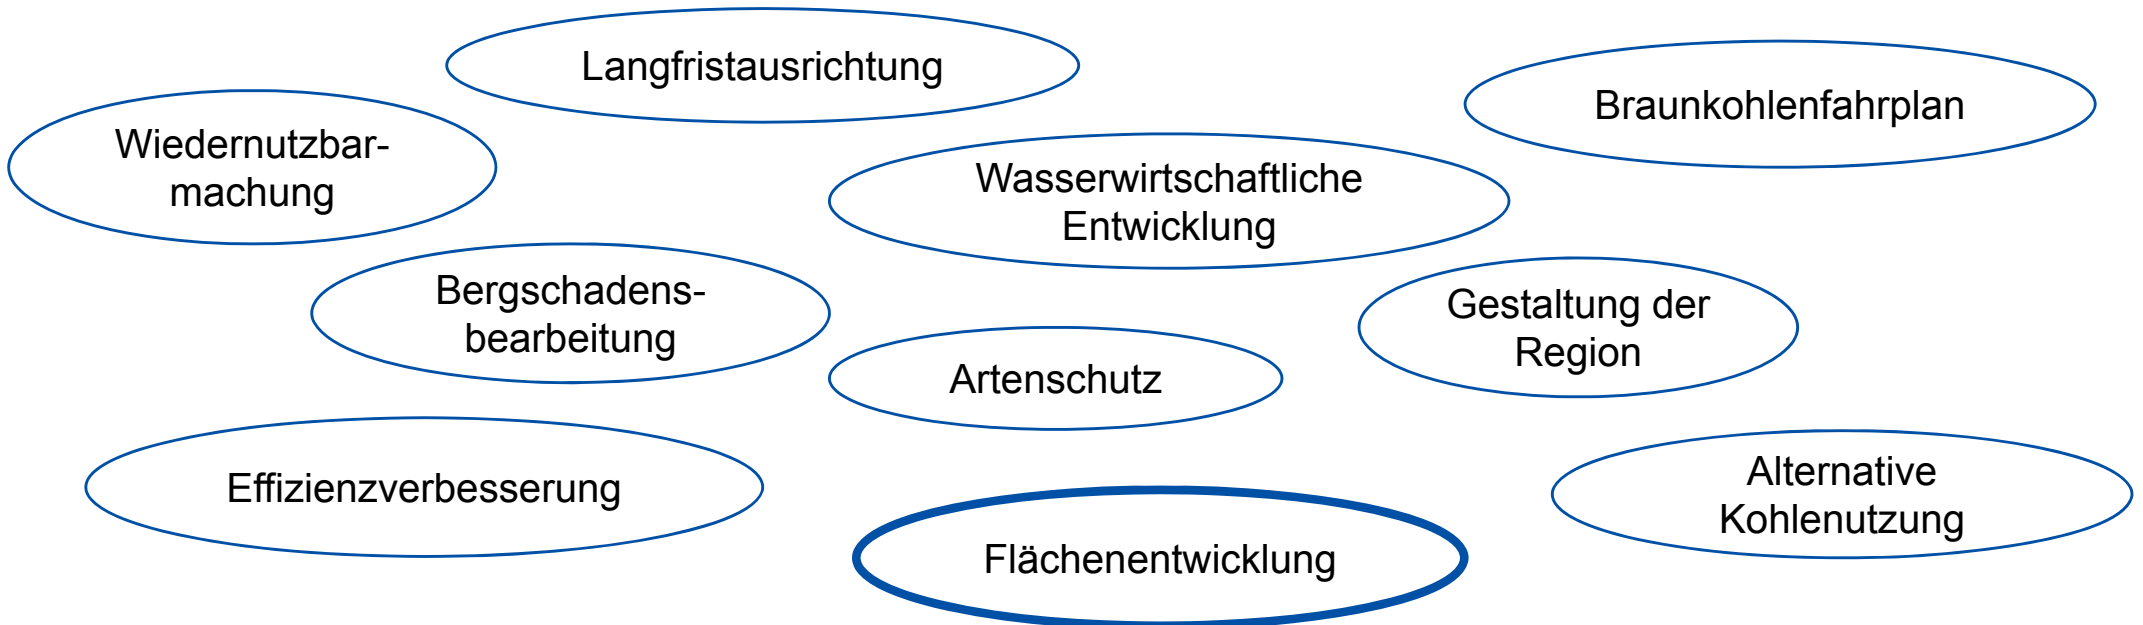 Langfristausrichtung
Braunkohlenfahrplan
Wiedernutzbar-
machung
Wasserwirtschaftliche
Entwicklung
Bergschadens-
bearbeitung
Gestaltung der
Region
Artenschutz
Effizienzverbesserung
Alternative
Kohlenutzung
Flächenentwicklung